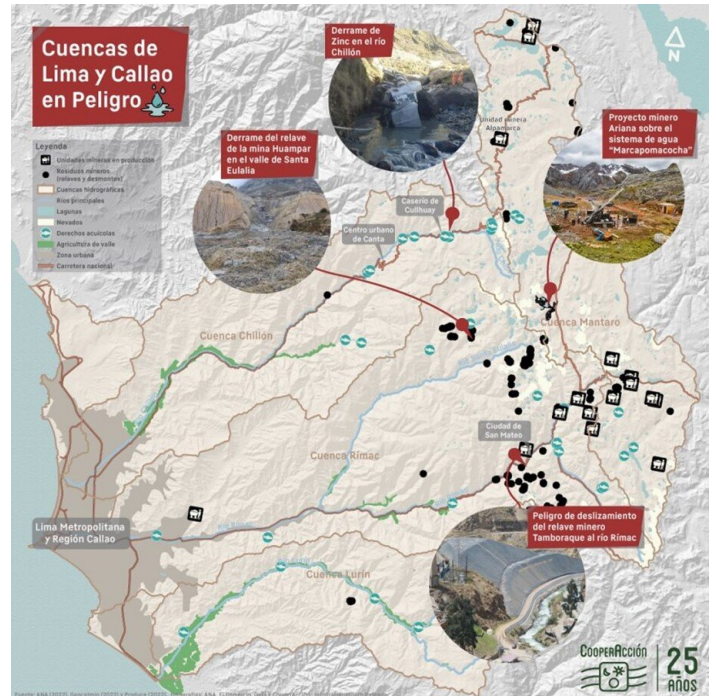 Cuencas de
Lima y Callao
en Peligro
Leyenda
Unidades mineras en producción
Residuos mineros
(relaves y desmontes)
Cuencas hidrográficas
Ríos principales
Lagunas
Nevados
Derechos acuícolas
Agricultura de valle
Zona urbana
Carretera nacional
Derrame de
Zinc en el río
Chillón
Derrame del relave
de la mina Huampar
en el valle de Santa
Eulalia
Unidad minera
Alpamarca
N
Proyecto minero
Ariana sobre el
sistema de agua
"Marcapomacocha"
Caserío de
Cullhuay
Centro urbano
de Canta
Cuenca Chillón
Cuenca Mantaro
Ciudad de
San Mateo
Cuenca Rímac
Lima Metropolitana
y Región Callao
Peligro de deslizamiento
del relave minero
Tamboraque al río Rímac
Cuenca Lurín
CooperAcción
25
AÑOS